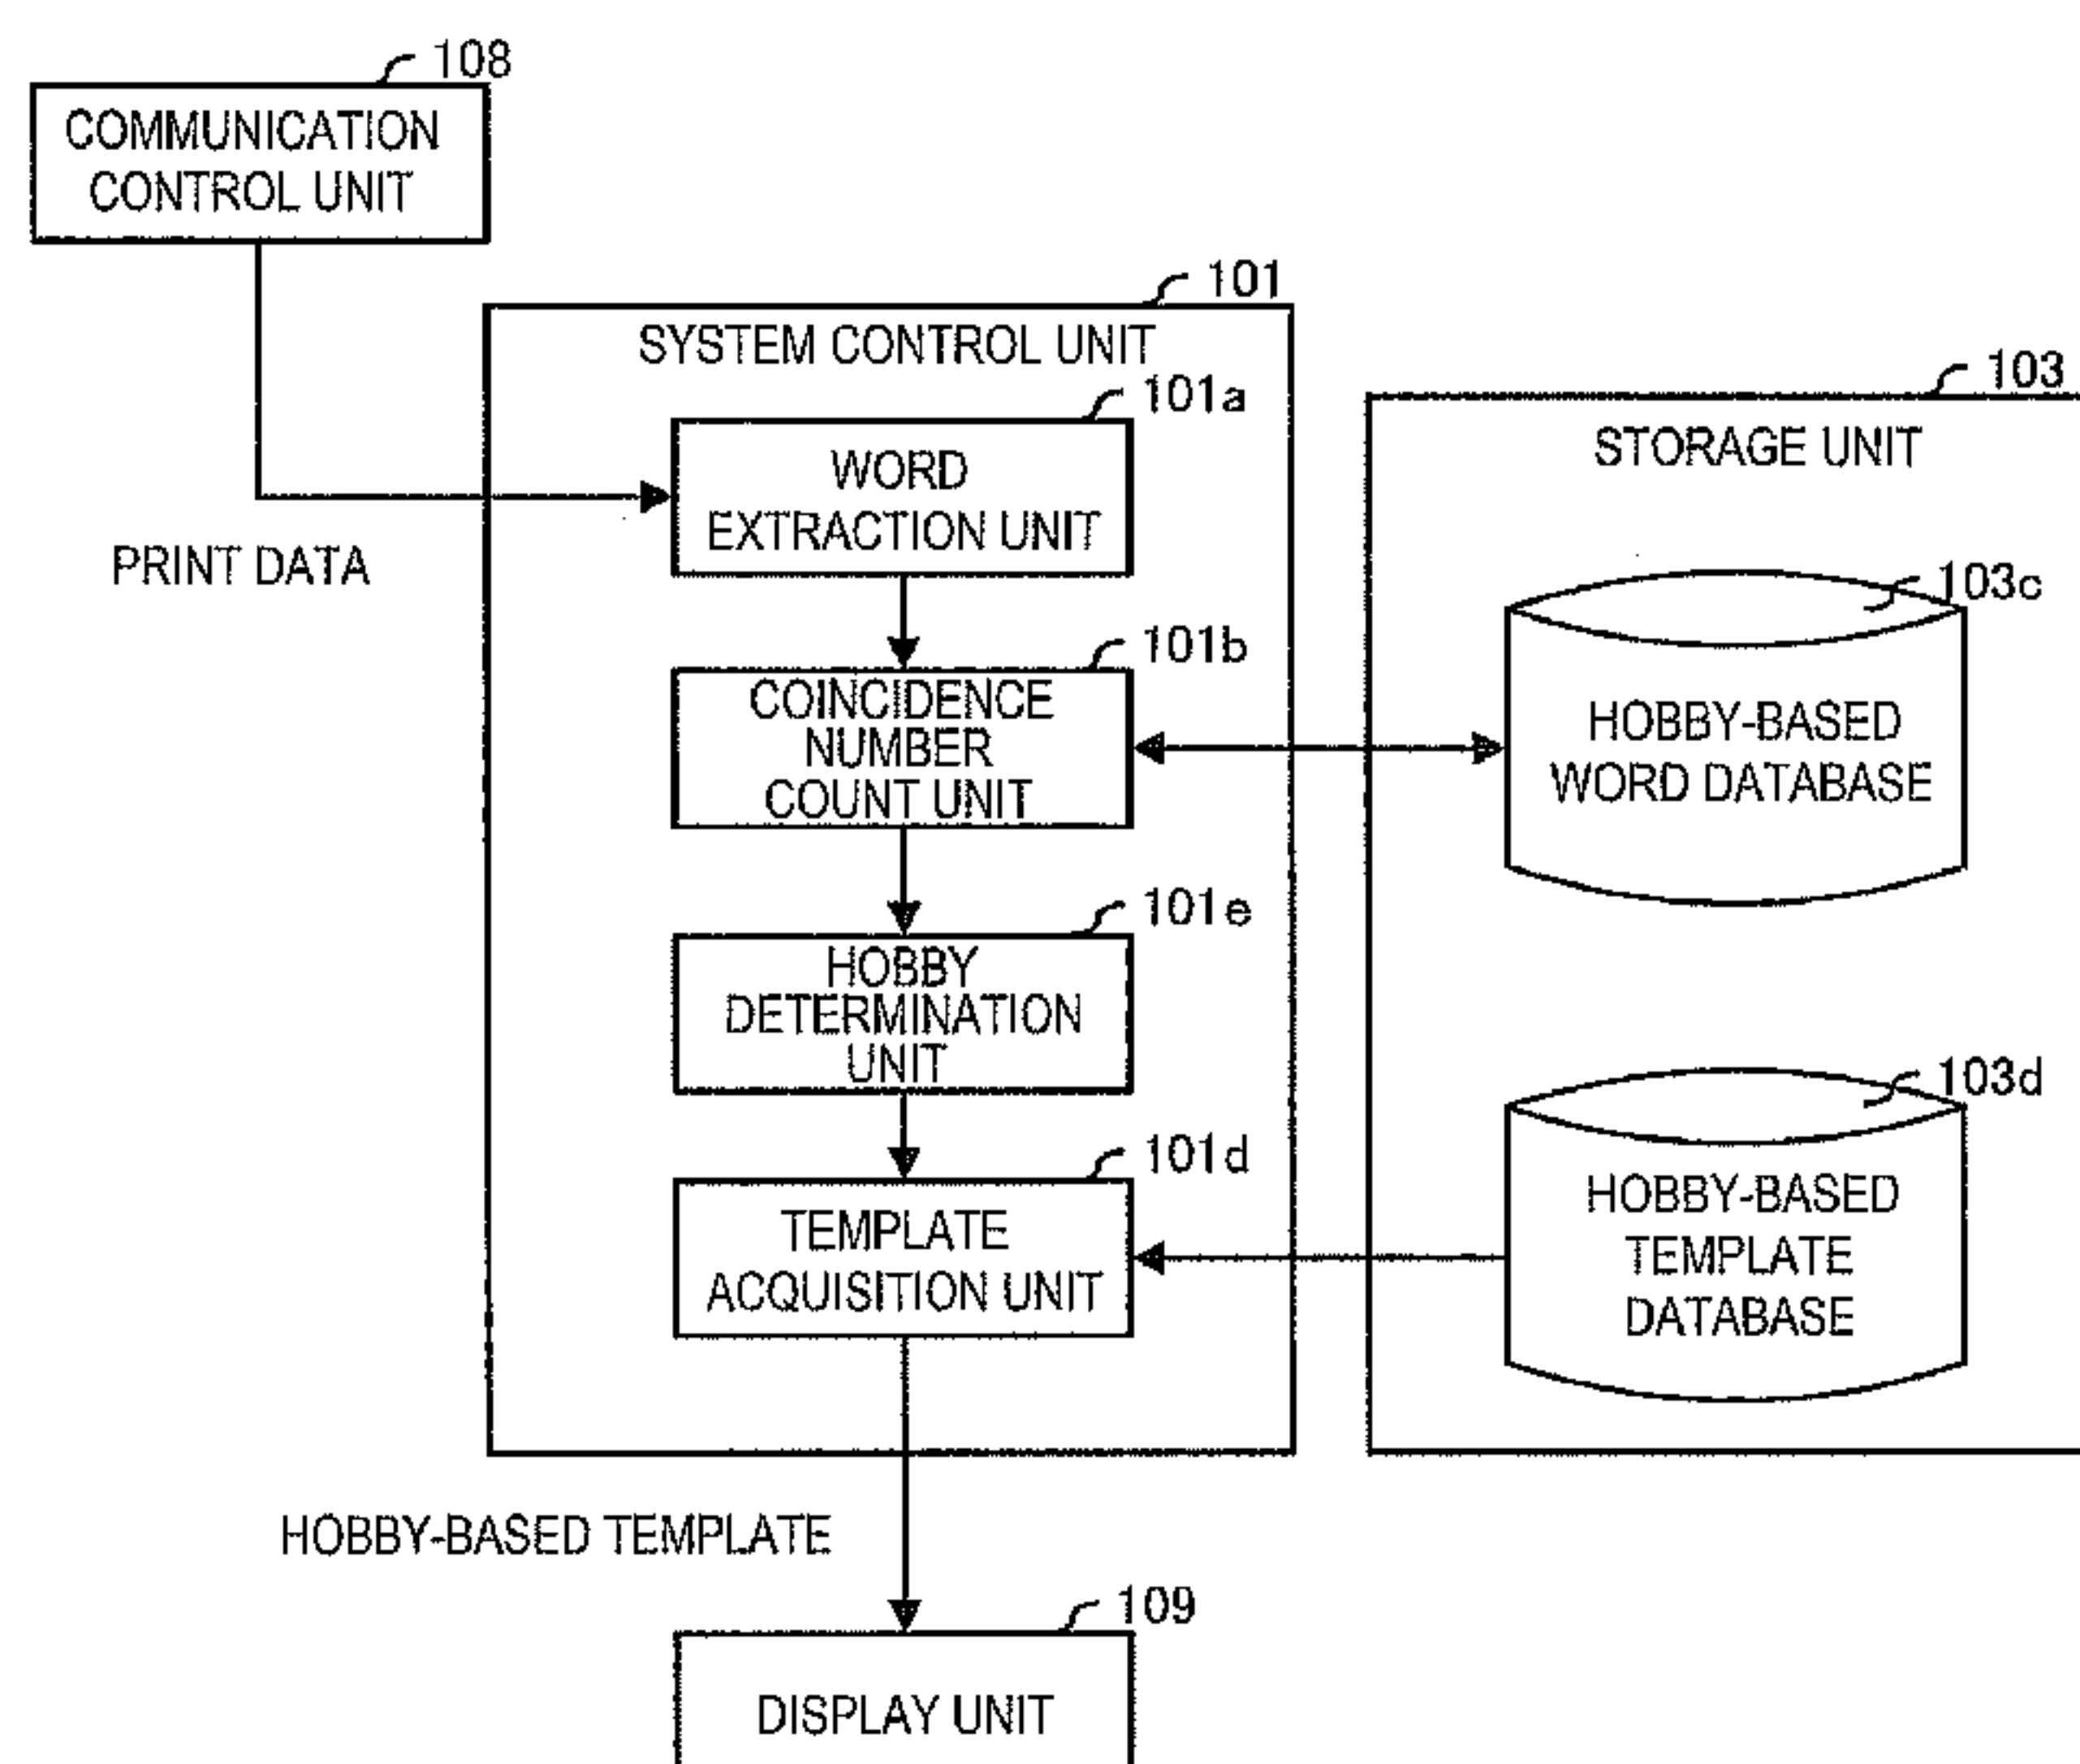 108
COMMUNICATION
CONTROL UNIT
101
SYSTEM CONTROL UNIT
103
STORAGE UNIT
101a
WORD
EXTRACTION UNIT
PRINT DATA
101b
COINCIDENCE
NUMBER
COUNT UNIT
103c
HOBBY-BASED
WORD DATABASE
101e
HOBBY
DETERMINATION
UNIT
101d
TEMPLATE
ACQUISITION UNIT
103d
HOBBY-BASED
TEMPLATE
DATABASE
HOBBY-BASED TEMPLATE
109
DISPLAY UNIT